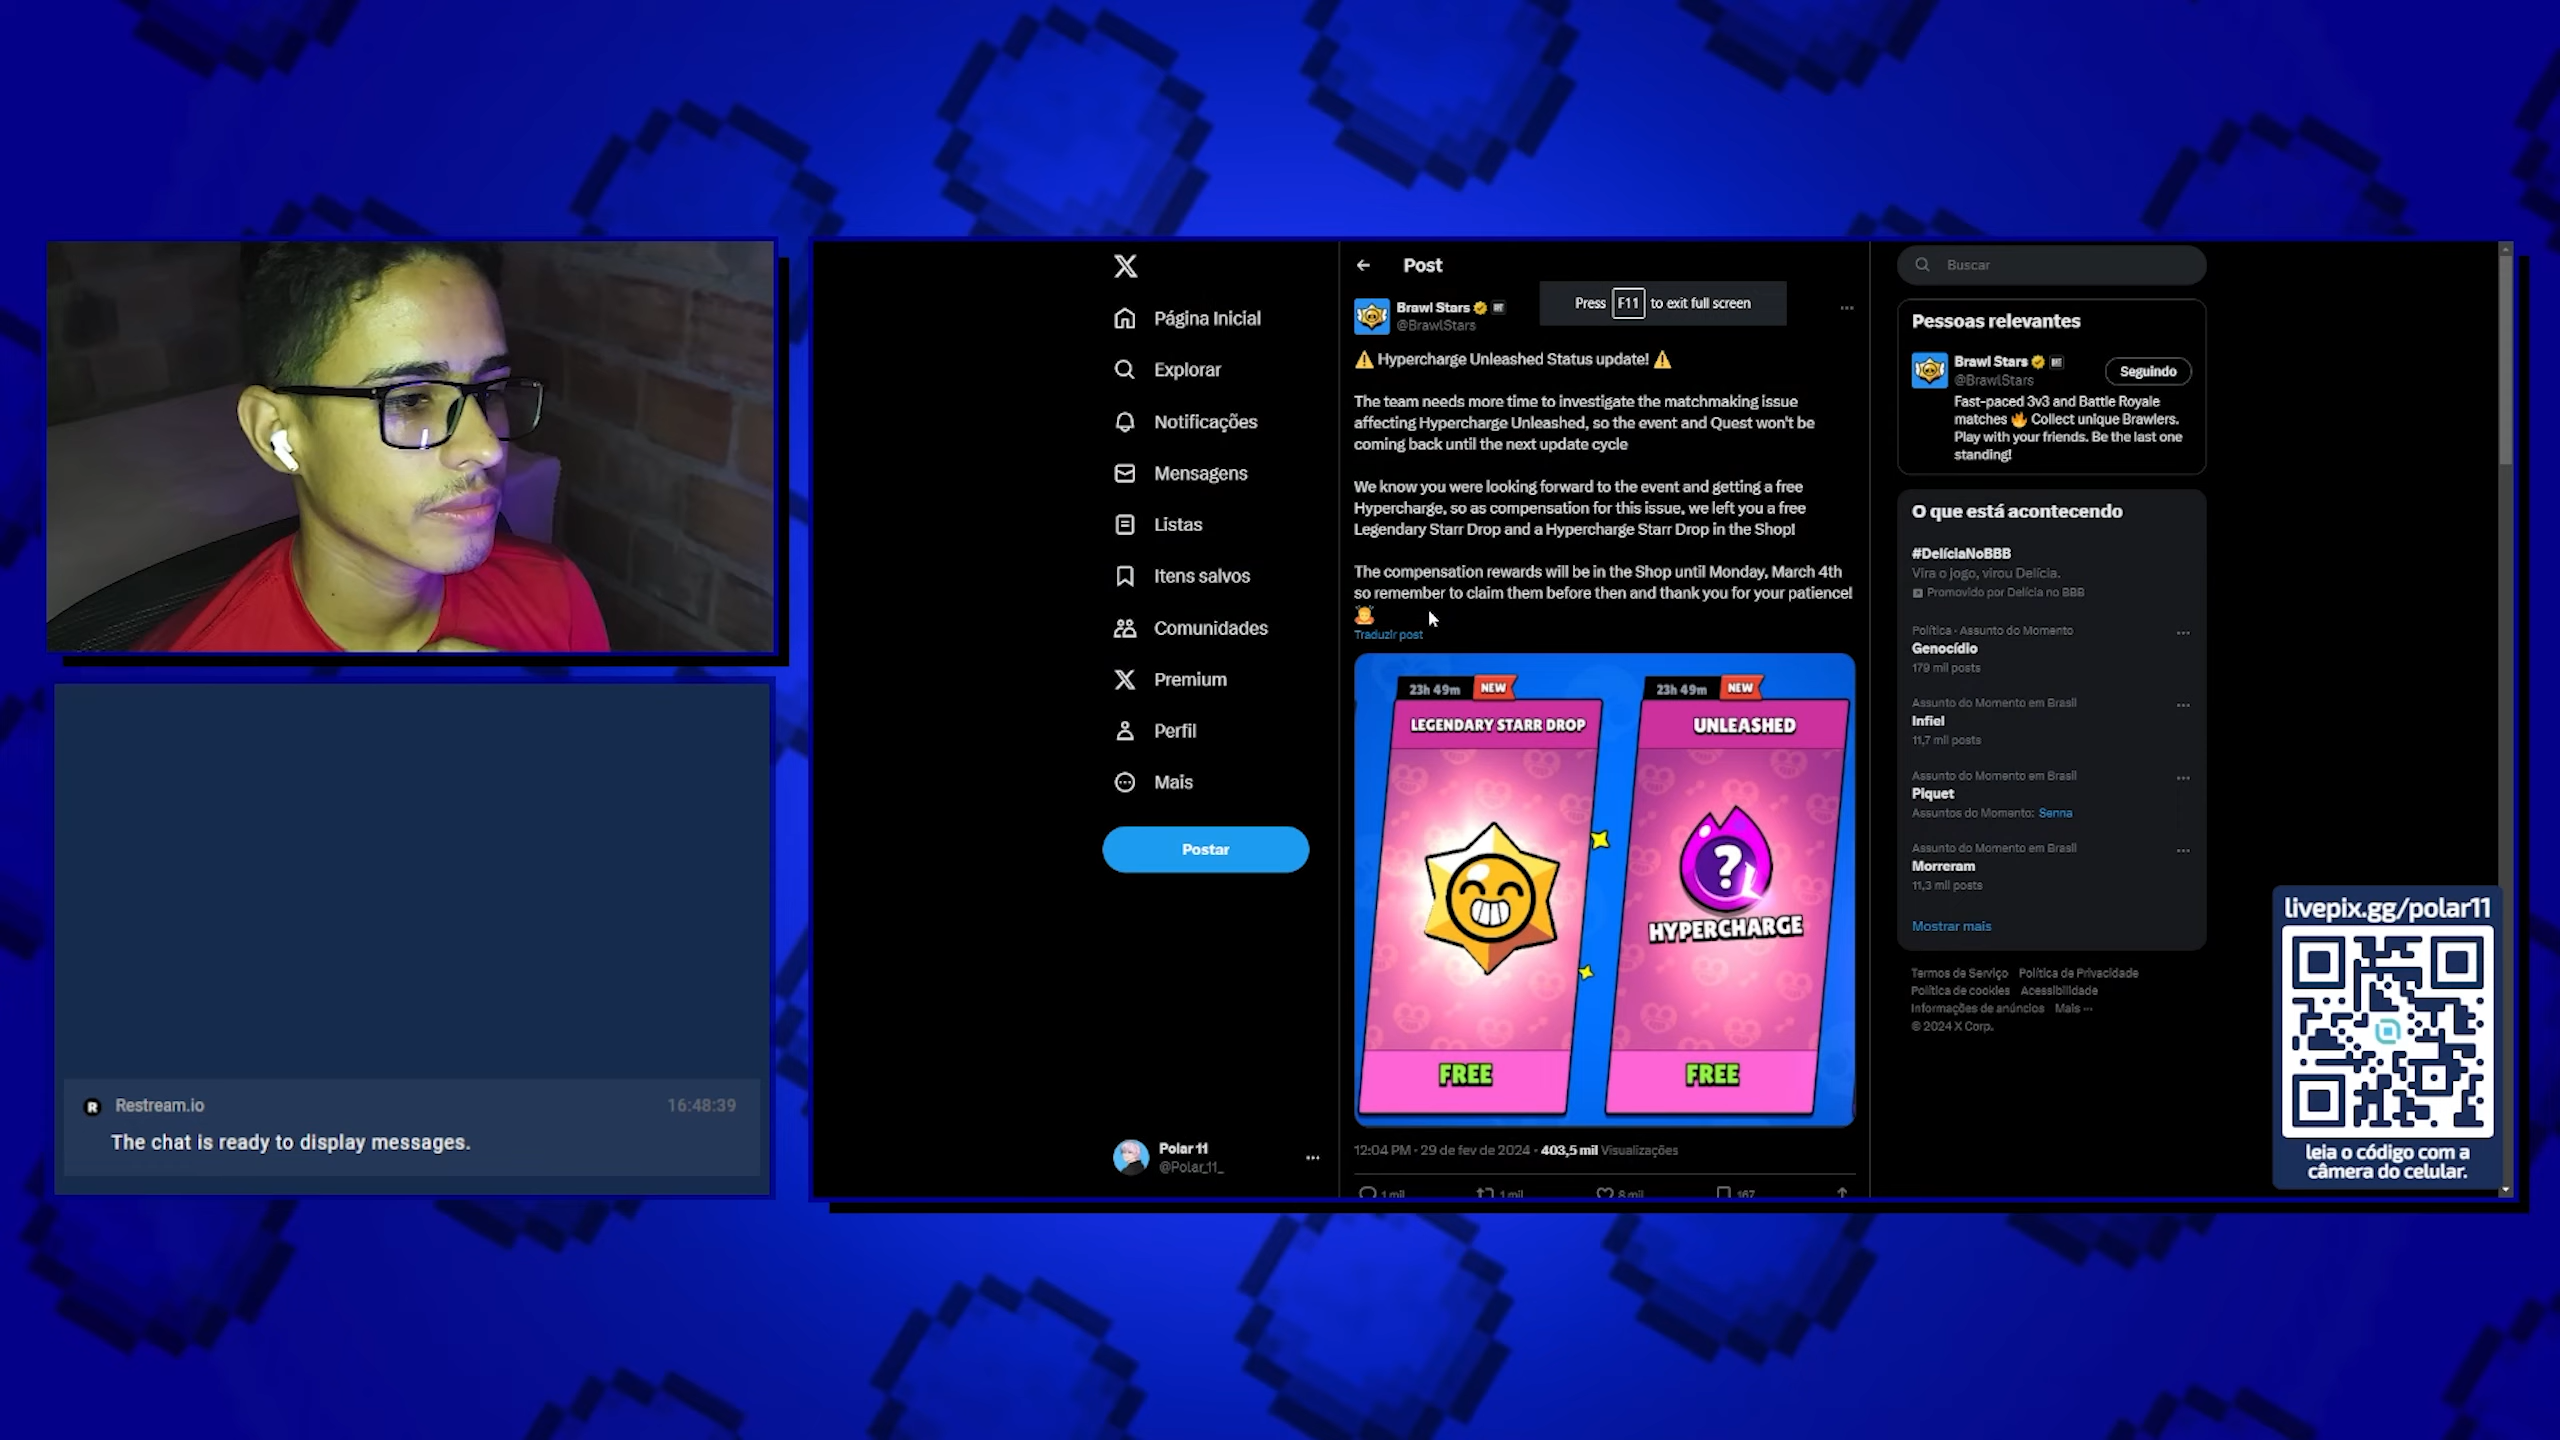 Restream.io
16:48:39
The chat is ready to display messages.
Página Inicial
Explorar
Notificações
Mensagens
Listas
Itens salvos
Comunidades
Premium
Perfil
Mais
Postar
Polar 11
@Polar_11_
Post
Press F11 to exit full screen
Brawl Stars
@BrawlStars
⚠️ Hypercharge Unleashed Status update! ⚠️
The team needs more time to investigate the matchmaking issue
affecting Hypercharge Unleashed, so the event and Quest won't be
coming back until the next update cycle
We know you were looking forward to the event and getting a free
Hypercharge, so as compensation for this issue, we left you a free
Legendary Starr Drop and a Hypercharge Starr Drop in the Shop!
The compensation rewards will be in the Shop until Monday, March 4th
so remember to claim them before then and thank you for your patience!
Traduzir post
23h 49m NEW
LEGENDARY STARR DROP
FREE
23h 49m NEW
UNLEASHED
?
HYPERCHARGE
FREE
12:04 PM · 29 de fev de 2024 · 403,5 mil Visualizações
1 mil 1 mil 8 mil 167
Buscar
Pessoas relevantes
Brawl Stars
@BrawlStars
Seguindo
Fast-paced 3v3 and Battle Royale
matches 🔥 Collect unique Brawlers.
Play with your friends. Be the last one
standing!
O que está acontecendo
#DelíciaNoBBB
Vira o jogo, virou Delícia.
Promovido por Delícia no BBB
Política · Assunto do Momento
Genocídio
179 mil posts
Assunto do Momento em Brasil
Infiel
11,7 mil posts
Assunto do Momento em Brasil
Piquet
Assuntos do Momento: Senna
Assunto do Momento em Brasil
Morreram
11,3 mil posts
Mostrar mais
Termos de Serviço Política de Privacidade
Política de cookies Acessibilidade
Informações de anúncios Mais ···
© 2024 X Corp.
livepix.gg/polar11
leia o código com a
câmera do celular.